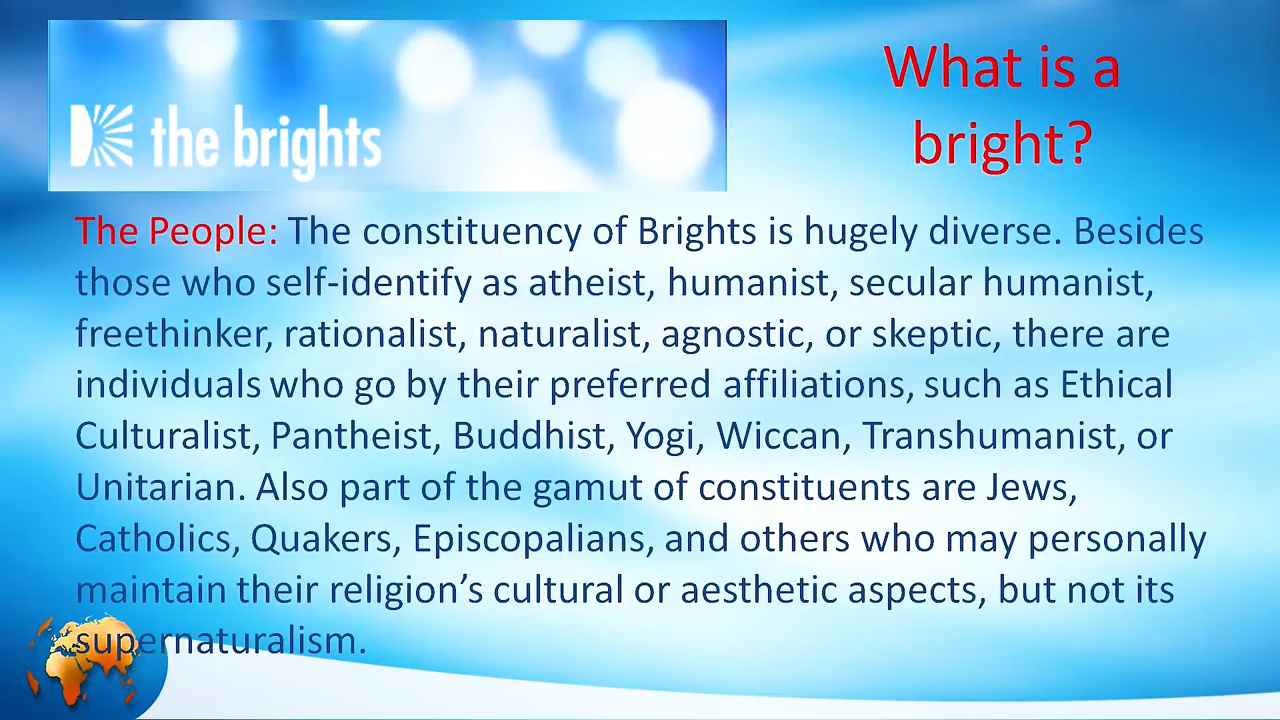 the brights
What is a
bright?
The People: The constituency of Brights is hugely diverse. Besides
those who self-identify as atheist, humanist, secular humanist,
freethinker, rationalist, naturalist, agnostic, or skeptic, there are
individuals who go by their preferred affiliations, such as Ethical
Culturalist, Pantheist, Buddhist, Yogi, Wiccan, Transhumanist, or
Unitarian. Also part of the gamut of constituents are Jews,
Catholics, Quakers, Episcopalians, and others who may personally
maintain their religion’s cultural or aesthetic aspects, but not its
supernaturalism.